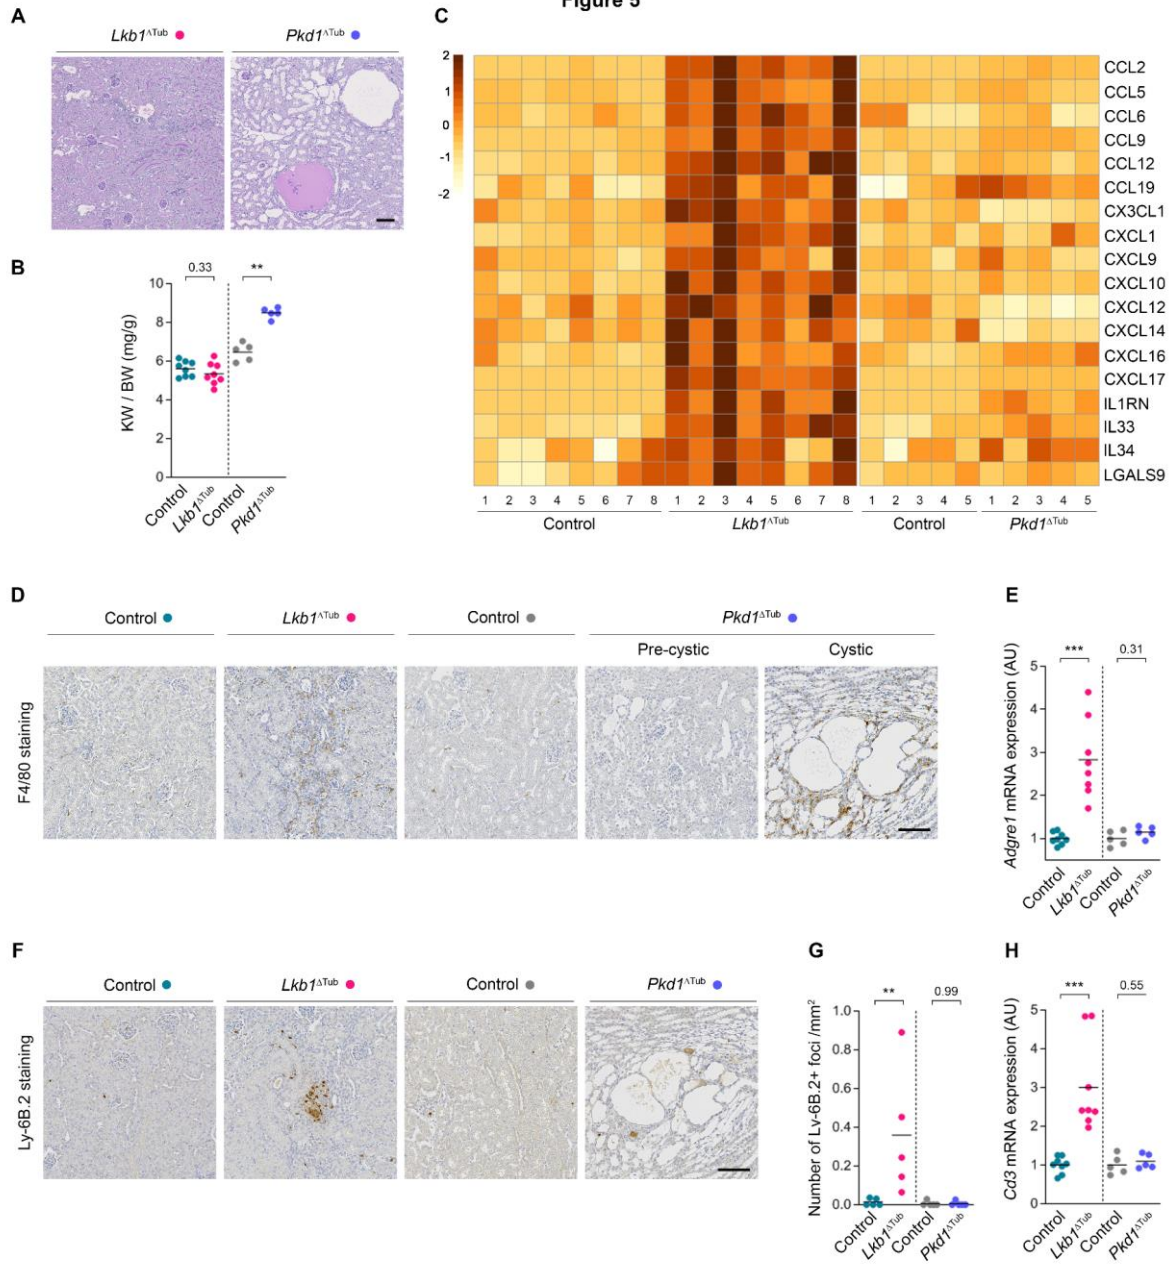 Figure 5
A
Lkb1ΔTub
Pkd1ΔTub
B
KW / BW (mg/g)
10
8
6
4
2
0
0.33
**
Control
Lkb1ΔTub
Control
Pkd1ΔTub
C
2
1
0
-1
-2
CCL2
CCL5
CCL6
CCL9
CCL12
CCL19
CX3CL1
CXCL1
CXCL9
CXCL10
CXCL12
CXCL14
CXCL16
CXCL17
IL1RN
IL33
IL34
LGALS9
1 2 3 4 5 6 7 8 1 2 3 4 5 6 7 8 1 2 3 4 5 1 2 3 4 5
Control Lkb1ΔTub Control Pkd1ΔTub
D
Control Lkb1ΔTub Control Pkd1ΔTub
Pre-cystic Cystic
F4/80 staining
E
Adgre1 mRNA expression (AU)
5
4
3
2
1
*** 0.31
Control
Lkb1ΔTub
Control
Pkd1ΔTub
F
Control Lkb1ΔTub Control Pkd1ΔTub
Ly-6B.2 staining
G
Number of Ly-6B.2+ foci /mm²
1.0
0.8
0.6
0.4
0.2
0.0
** 0.99
Control
Lkb1ΔTub
Control
Pkd1ΔTub
H
Cd3 mRNA expression (AU)
5
4
3
2
1
0
*** 0.55
Control
Lkb1ΔTub
Control
Pkd1ΔTub